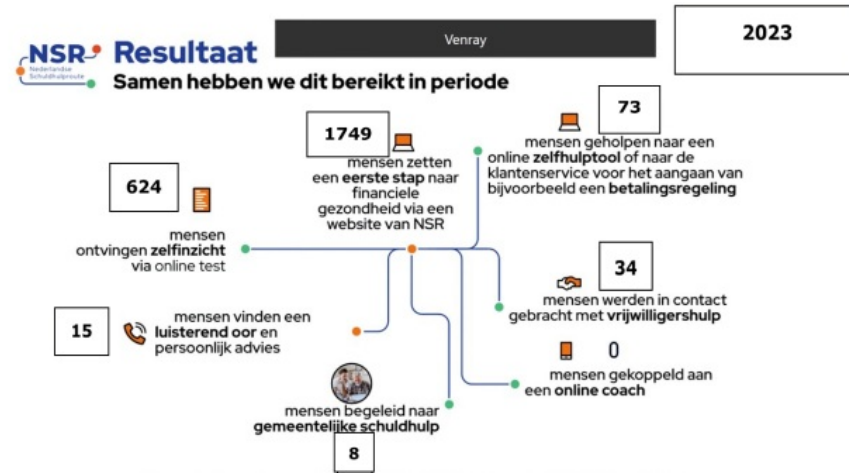 Venray
2023
NSR
Nederlandse
Schuldhulproute
Resultaat
Samen hebben we dit bereikt in periode
1749
mensen zetten
een eerste stap naar
financiele
gezondheid via een
website van NSR
73
mensen geholpen naar een
online zelfhulptool of naar de
klantenservice voor het aangaan van
bijvoorbeeld een betalingsregeling
624
mensen
ontvingen zelfinzicht
via online test
34
mensen werden in contact
gebracht met vrijwilligershulp
15
mensen vinden een
luisterend oor en
persoonlijk advies
0
mensen gekoppeld aan
een online coach
mensen begeleid naar
gemeentelijke schuldhulp
8